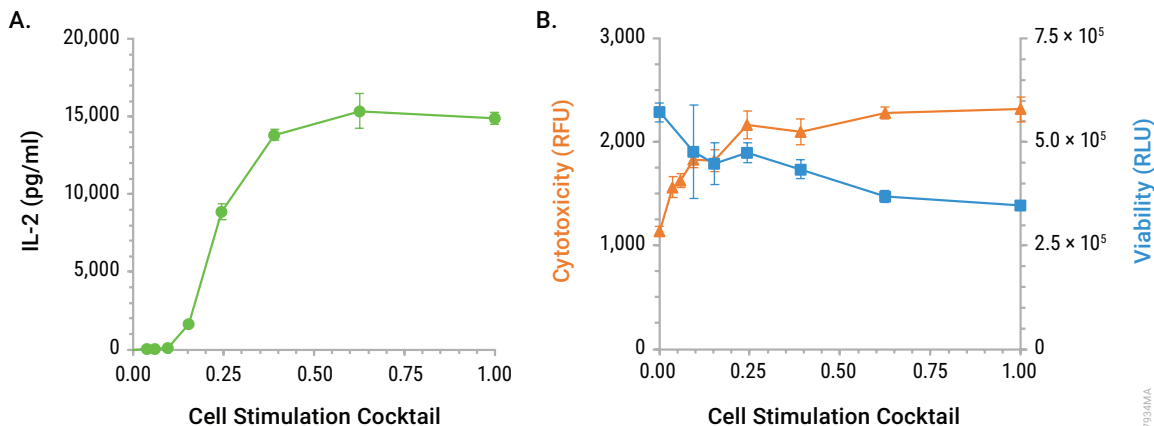 A.
IL-2 (pg/ml)
20,000
15,000
10,000
5,000
0
0.00 0.25 0.50 0.75 1.00
Cell Stimulation Cocktail
B.
Cytotoxicity (RFU)
3,000
2,000
1,000
0
7.5 × 10⁵
5.0 × 10⁵
2.5 × 10⁵
0
Viability (RLU)
0.00 0.25 0.50 0.75 1.00
Cell Stimulation Cocktail
7934MA